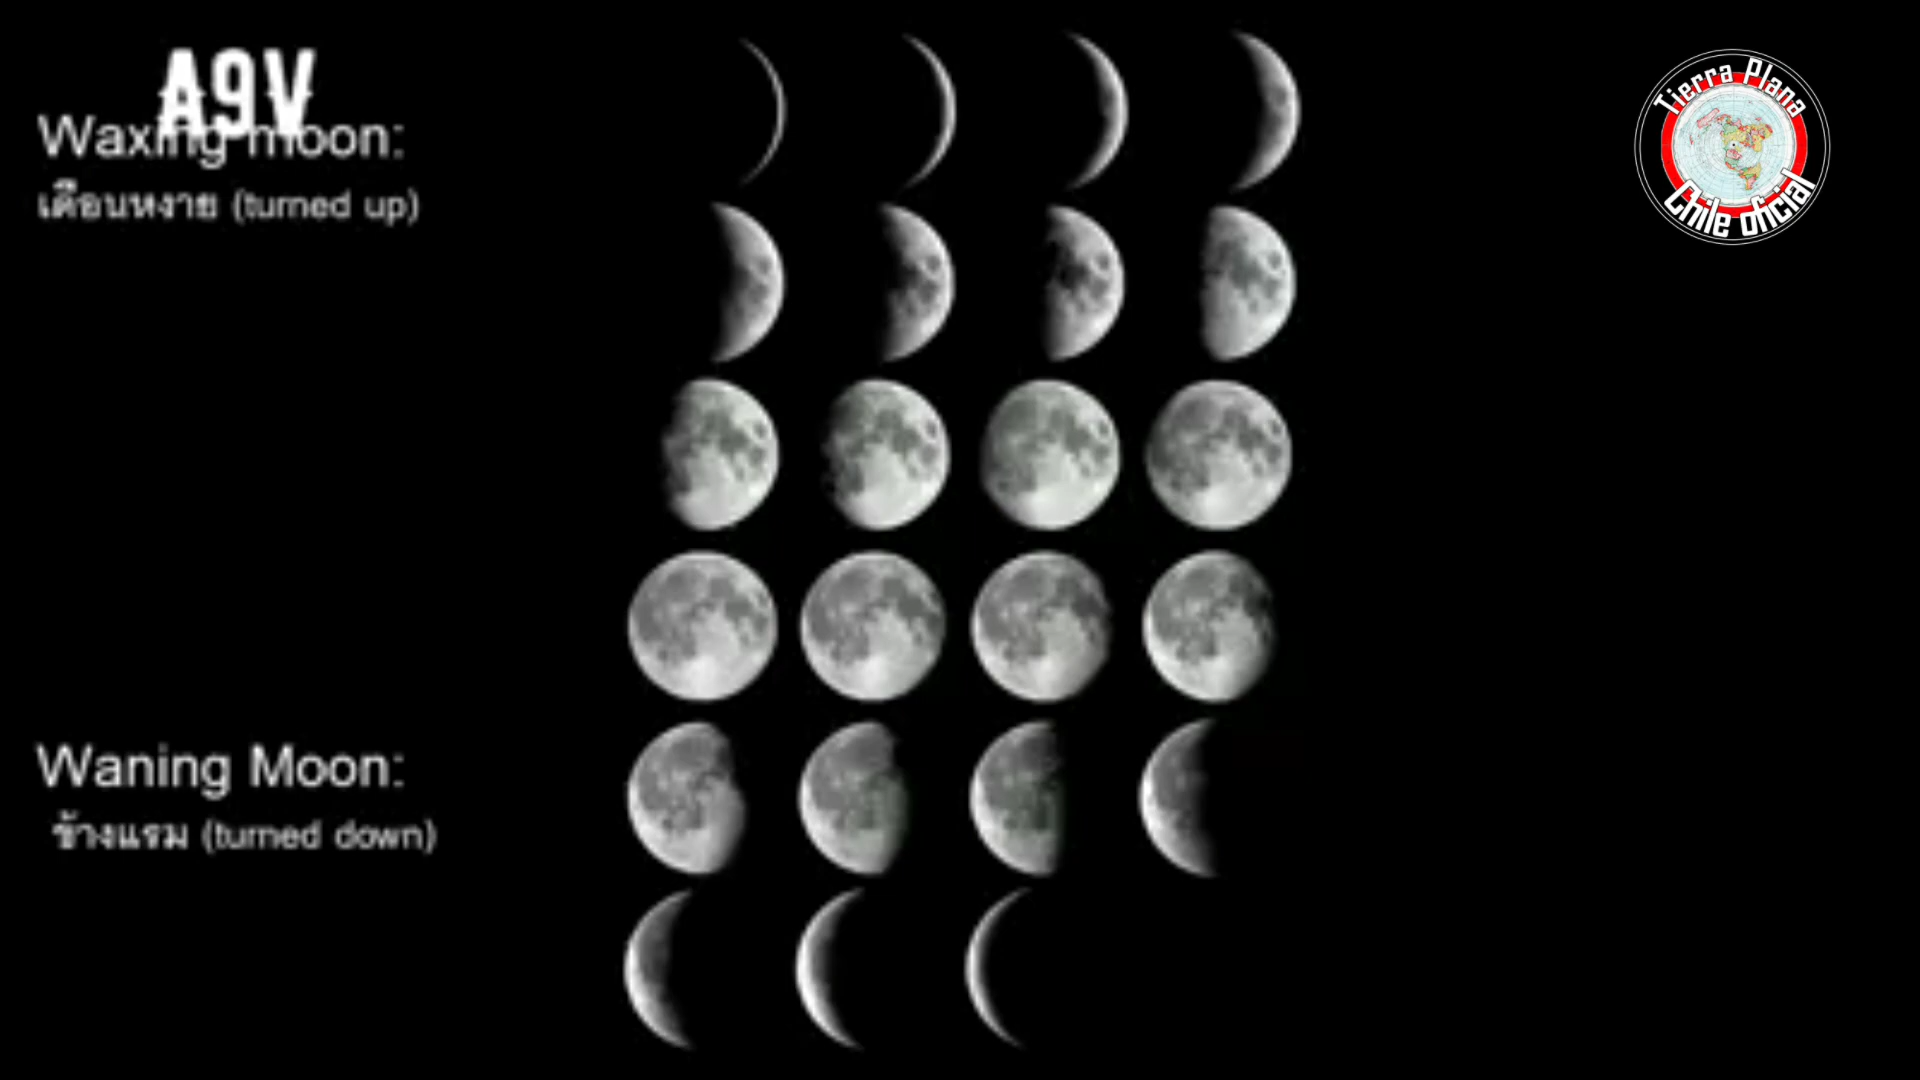 A9V
Waxing moon:
เดือนหงาย (turned up)
Tierra Plana
Chile oficial
Waning Moon:
ข้างแรม (turned down)